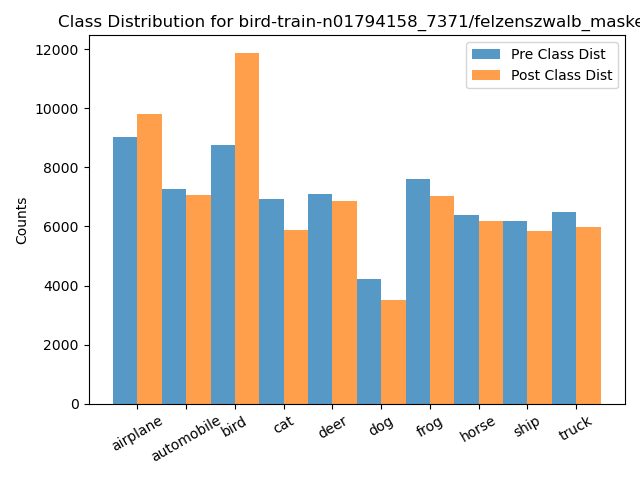 Class Distribution for bird-train-n01794158_7371/felzenszwalb_maske
Pre Class Dist
Post Class Dist
12000
10000
8000
6000
4000
2000
0
Counts
airplane
automobile
bird
cat
deer
dog
frog
horse
ship
truck